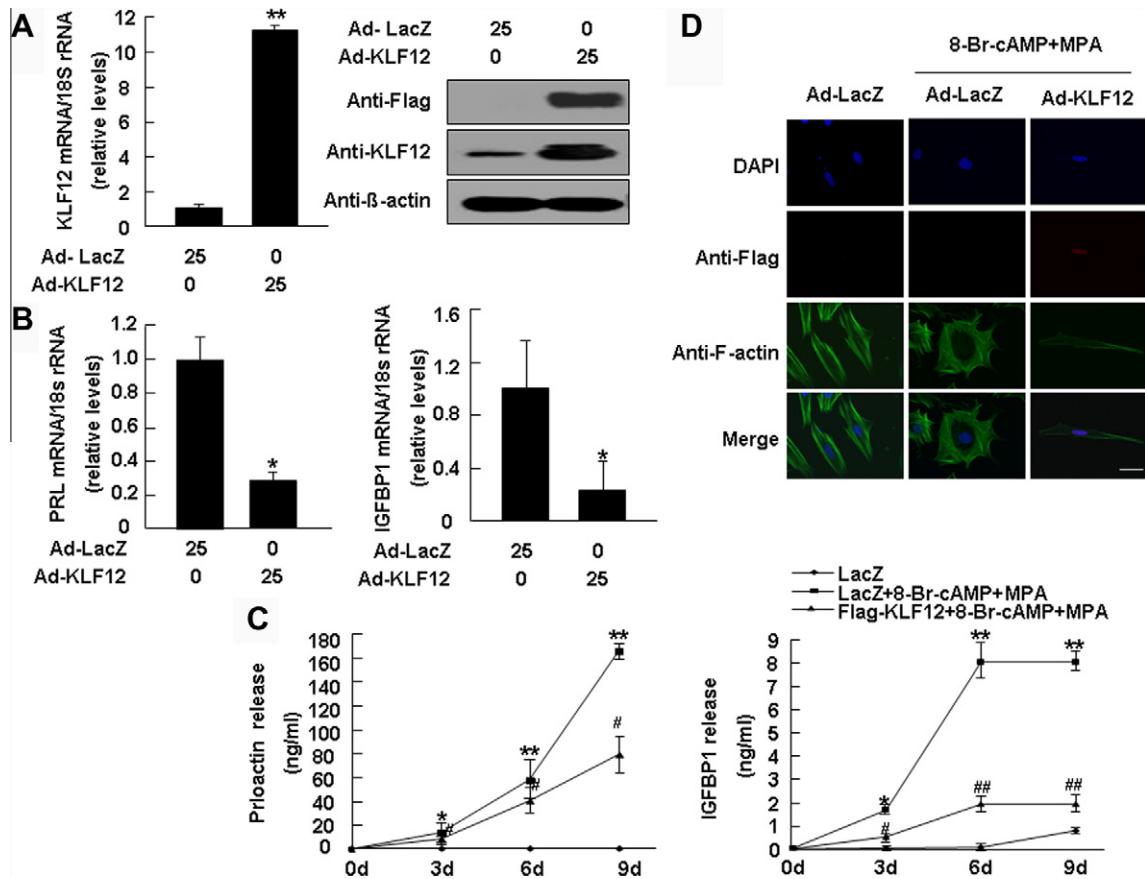 A
KLF12 mRNA/18S rRNA
(relative levels)
12
10
8
6
4
2
0
**
Ad- LacZ 25 0
Ad-KLF12 0 25
Ad- LacZ 25 0
Ad-KLF12 0 25
Anti-Flag
Anti-KLF12
Anti-ß-actin
B
PRL mRNA/18s rRNA
(relative levels)
1.2
1.0
0.8
0.6
0.4
0.2
0
*
Ad-LacZ 25 0
Ad-KLF12 0 25
IGFBP1 mRNA/18s rRNA
(relative levels)
1.6
1.2
0.8
0.4
0
*
Ad-LacZ 25 0
Ad-KLF12 0 25
C
Prloactin release
(ng/ml)
180
160
140
120
100
80
60
40
20
0
* ** **
# # #
0d 3d 6d 9d
LacZ
LacZ+8-Br-cAMP+MPA
Flag-KLF12+8-Br-cAMP+MPA
IGFBP1 release
(ng/ml)
9
8
7
6
5
4
3
2
1
0
* ** **
# ## ##
0d 3d 6d 9d
D
8-Br-cAMP+MPA
Ad-LacZ Ad-LacZ Ad-KLF12
DAPI
Anti-Flag
Anti-F-actin
Merge